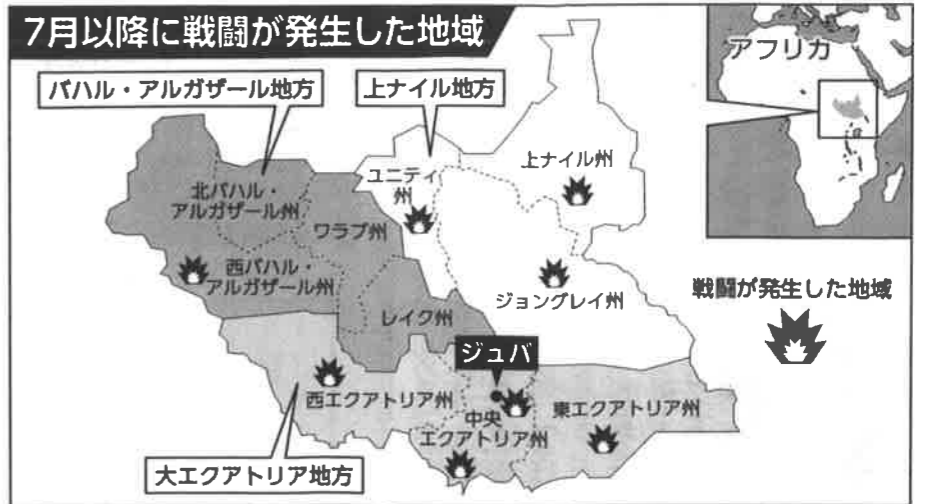 7月以降に戦闘が発生した地域
アフリカ
バハル・アルガザール地方
上ナイル地方
上ナイル州
ユニティ
州
北バハル・
アルガザール州
ワラブ州
西バハル・
アルガザール州
ジョングレイ州
戦闘が発生した地域
レイク州
ジュバ
西エクアトリア州
中央
エクアトリア州
東エクアトリア州
大エクアトリア地方